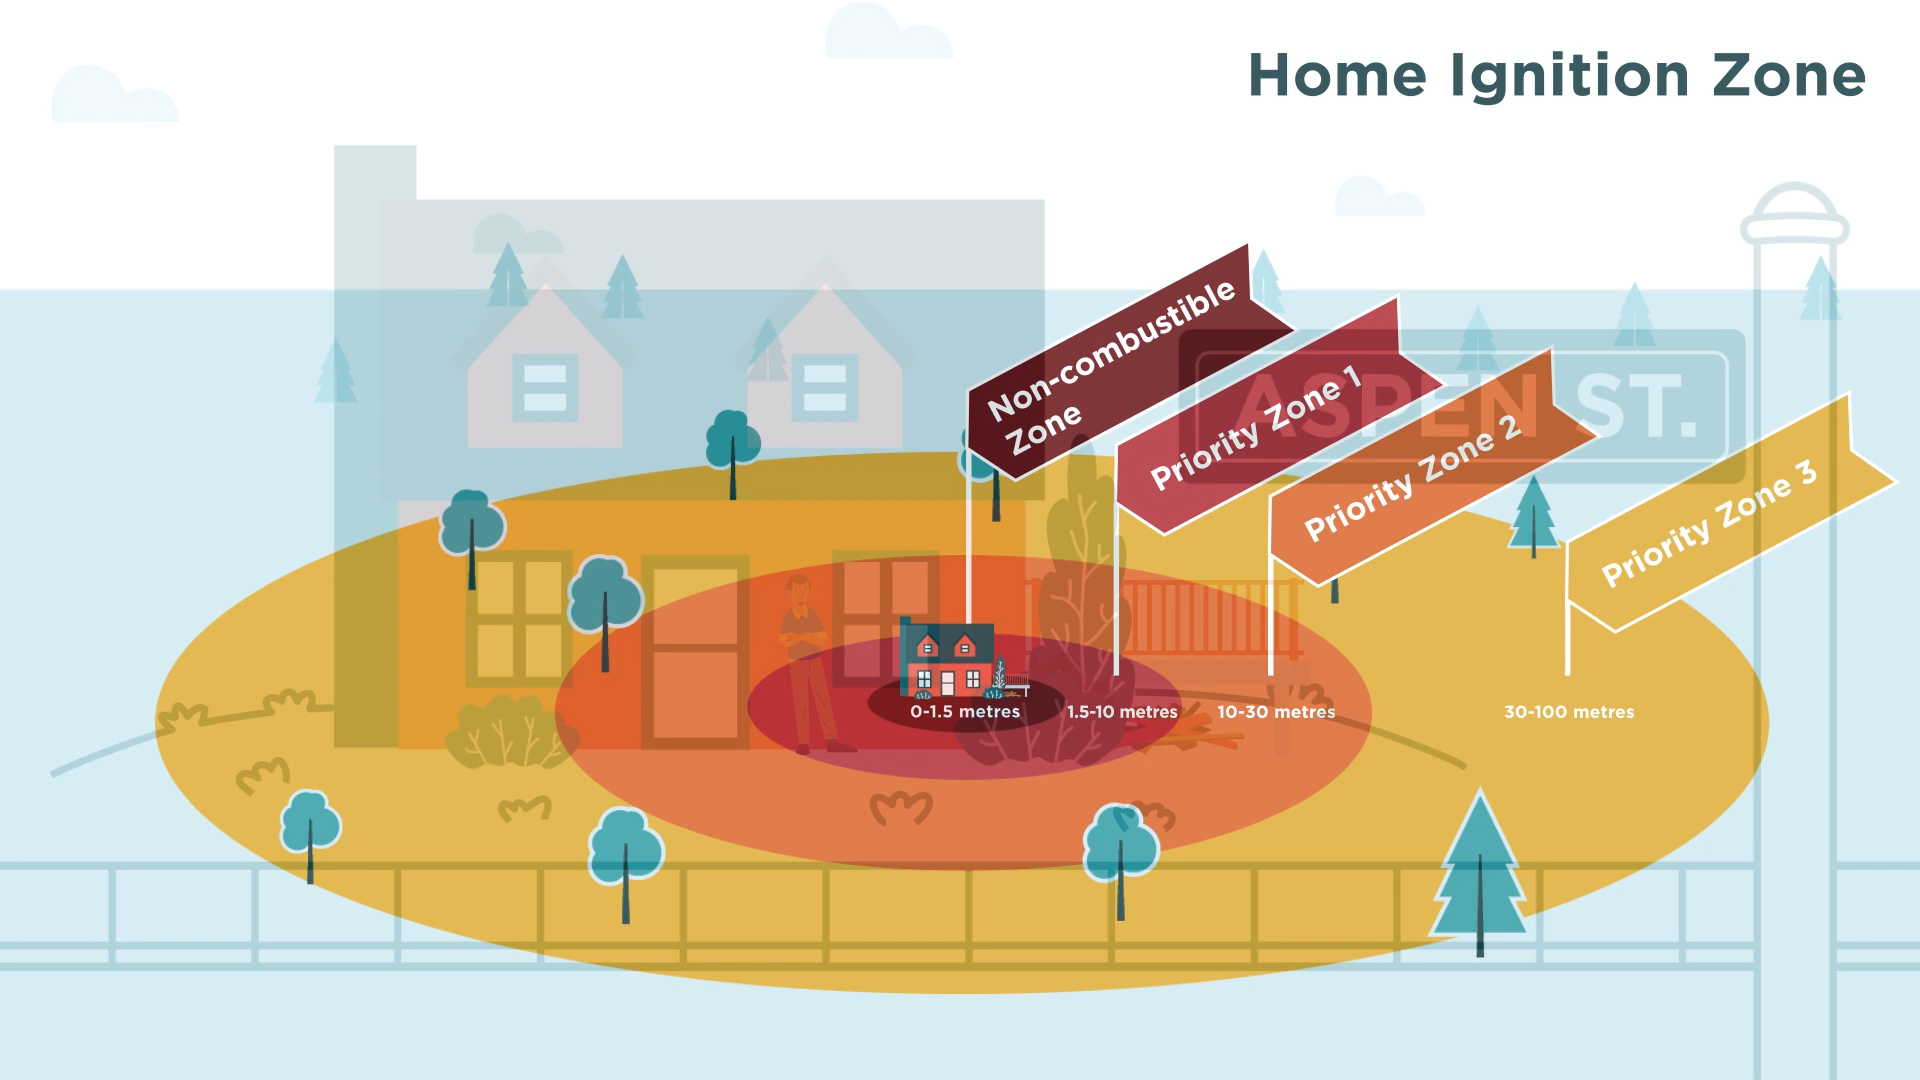 Home Ignition Zone
Non-combustible
Zone
Priority Zone 1
Priority Zone 2
Priority Zone 3
ASPEN ST.
0-1.5 metres
1.5-10 metres
10-30 metres
30-100 metres